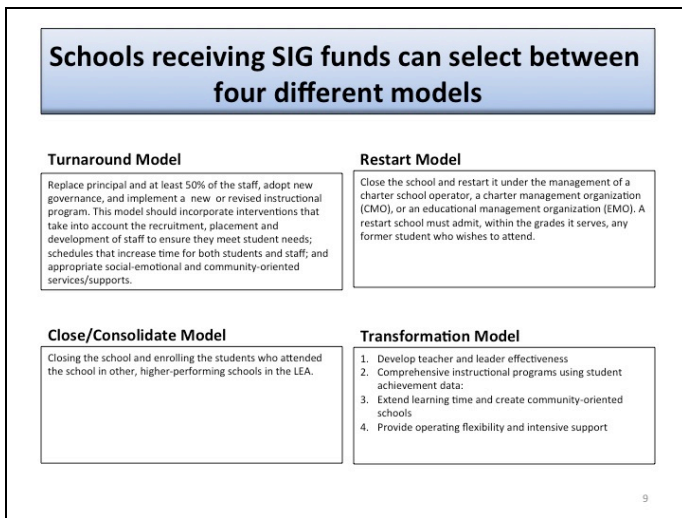 Schools receiving SIG funds can select between
four different models
Turnaround Model
Replace principal and at least 50% of the staff, adopt new
governance, and implement a  new  or revised instructional
program. This model should incorporate interventions that
take into account the recruitment, placement and
development of staff to ensure they meet student needs;
schedules that increase time for both students and staff; and
appropriate social-emotional and community-oriented
services/supports.
Restart Model
Close the school and restart it under the management of a
charter school operator, a charter management organization
(CMO), or an educational management organization (EMO). A
restart school must admit, within the grades it serves, any
former student who wishes to attend.
Close/Consolidate Model
Closing the school and enrolling the students who attended
the school in other, higher-performing schools in the LEA.
Transformation Model
1. Develop teacher and leader effectiveness
2. Comprehensive instructional programs using student
achievement data:
3. Extend learning time and create community-oriented
schools
4. Provide operating flexibility and intensive support
9